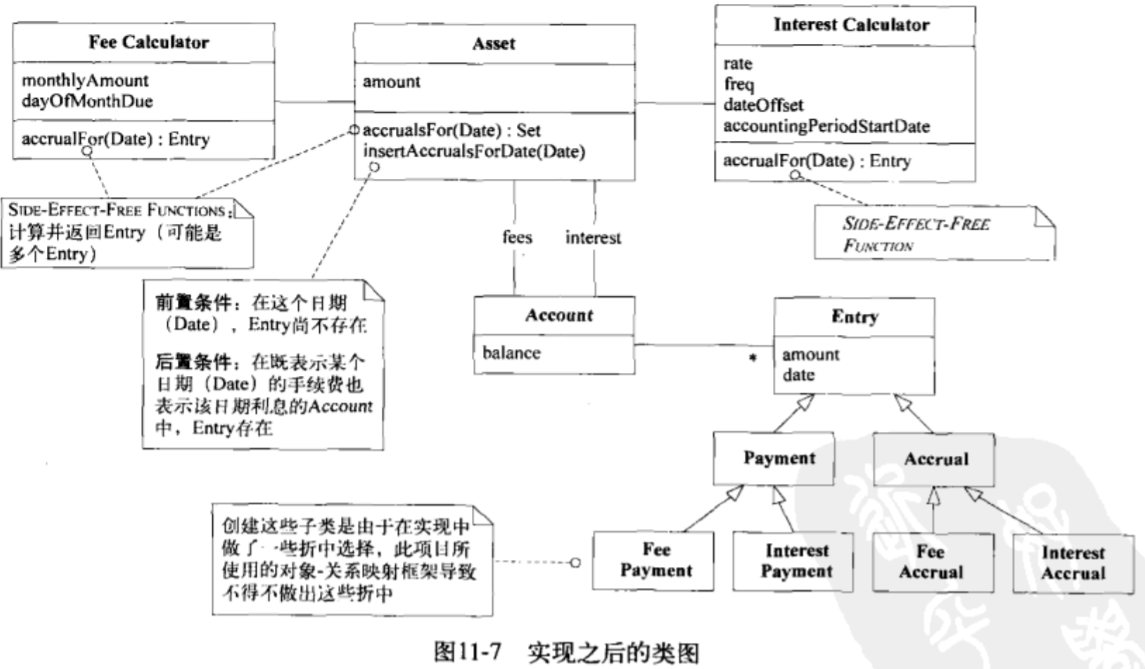 Fee Calculator
monthlyAmount
dayOfMonthDue
accrualFor(Date) : Entry
Asset
amount
accrualsFor(Date) : Set
insertAccrualsForDate(Date)
Interest Calculator
rate
freq
dateOffset
accountingPeriodStartDate
accrualFor(Date) : Entry
SIDE-EFFECT-FREE FUNCTIONS:
计算并返回Entry（可能是
多个Entry）
SIDE-EFFECT-FREE
FUNCTION
fees
interest
前置条件：在这个日期
（Date），Entry尚不存在
后置条件：在既表示某个
日期（Date）的手续费也
表示该日期利息的Account
中，Entry存在
Account
balance
*
Entry
amount
date
Payment
Accrual
创建这些子类是由于在实现中
做了一些折中选择，此项目所
使用的对象-关系映射框架导致
不得不做出这些折中
Fee
Payment
Interest
Payment
Fee
Accrual
Interest
Accrual
图11-7 实现之后的类图